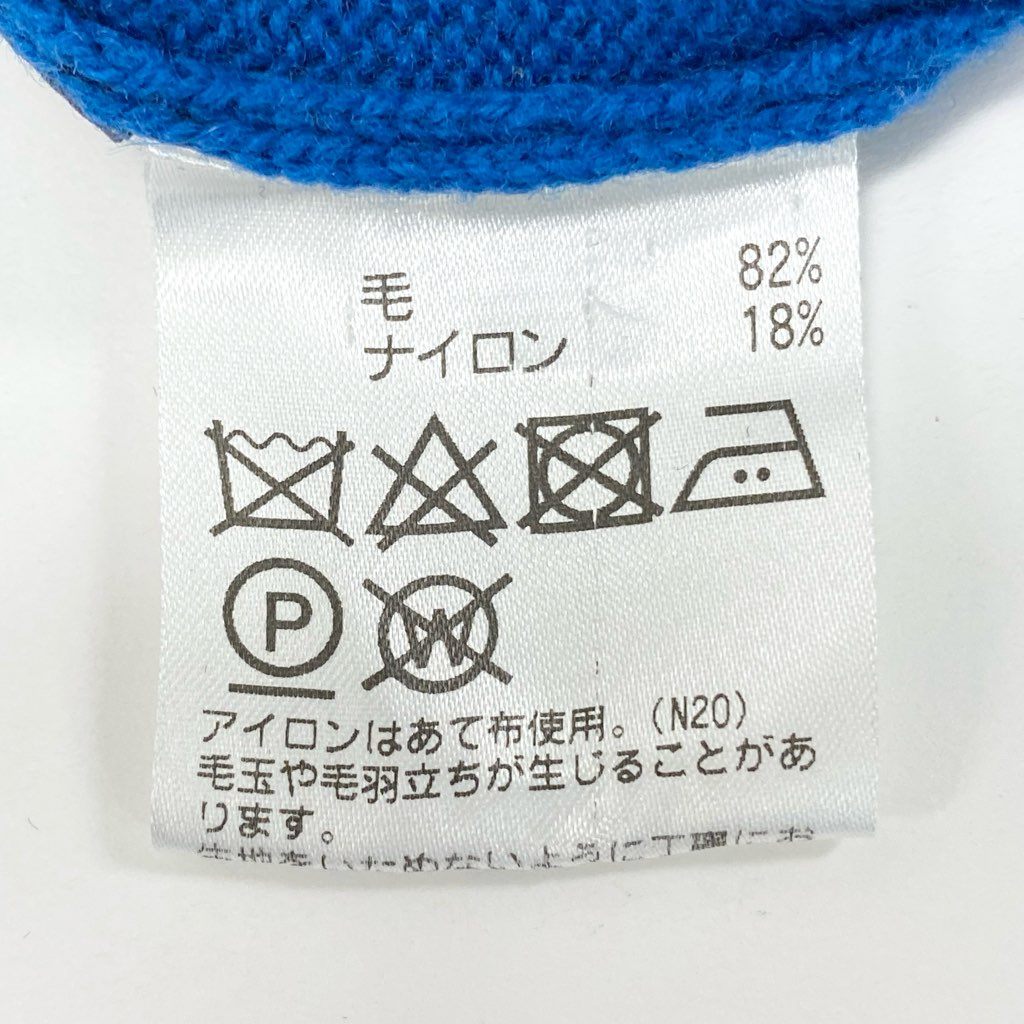 毛 82%
ナイロン 18%
P
W
アイロンはあて布使用。(N20)
毛玉や毛羽立ちが生じることがあ
ります。